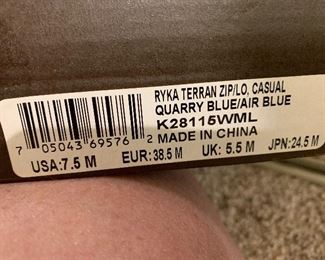 RYKA TERRAN ZIP/LO, CASUAL
QUARRY BLUE/AIR BLUE
K28115WML
MADE IN CHINA
7 05043 69576 2
USA:7.5 M EUR:38.5 M UK: 5.5 M JPN:24.5 M